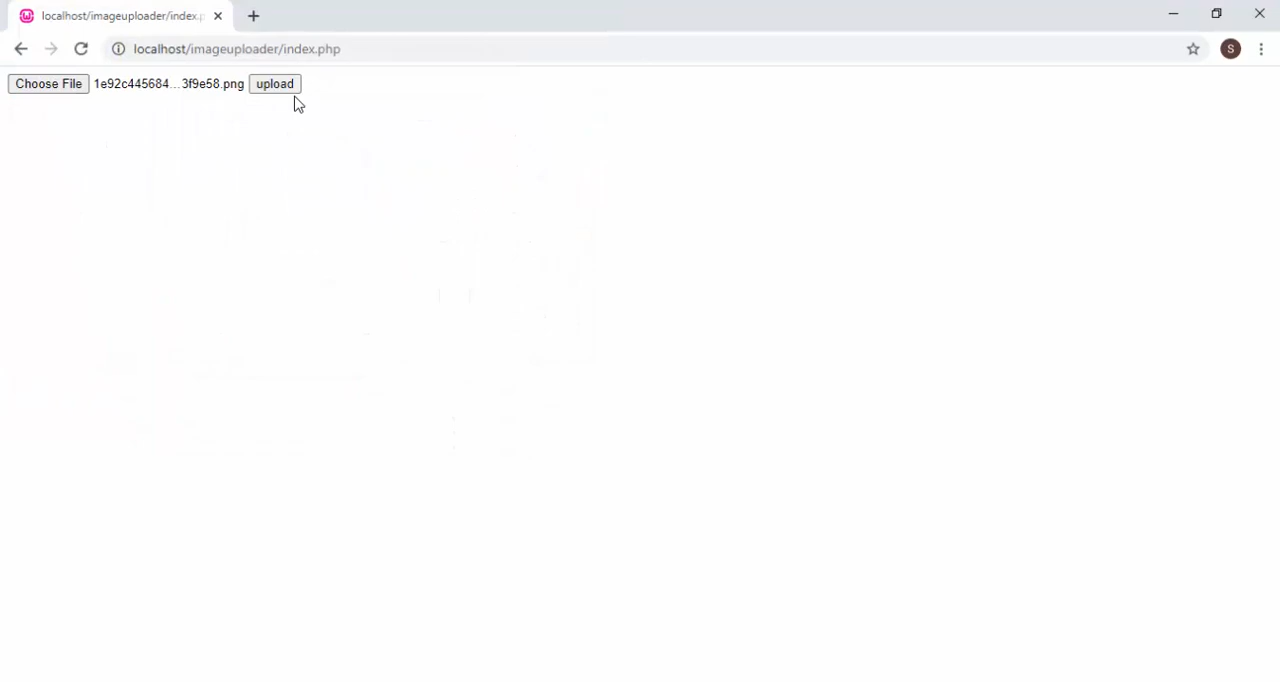 localhost/imageuploader/index.p
localhost/imageuploader/index.php
Choose File 1e92c445684...3f9e58.png upload
S